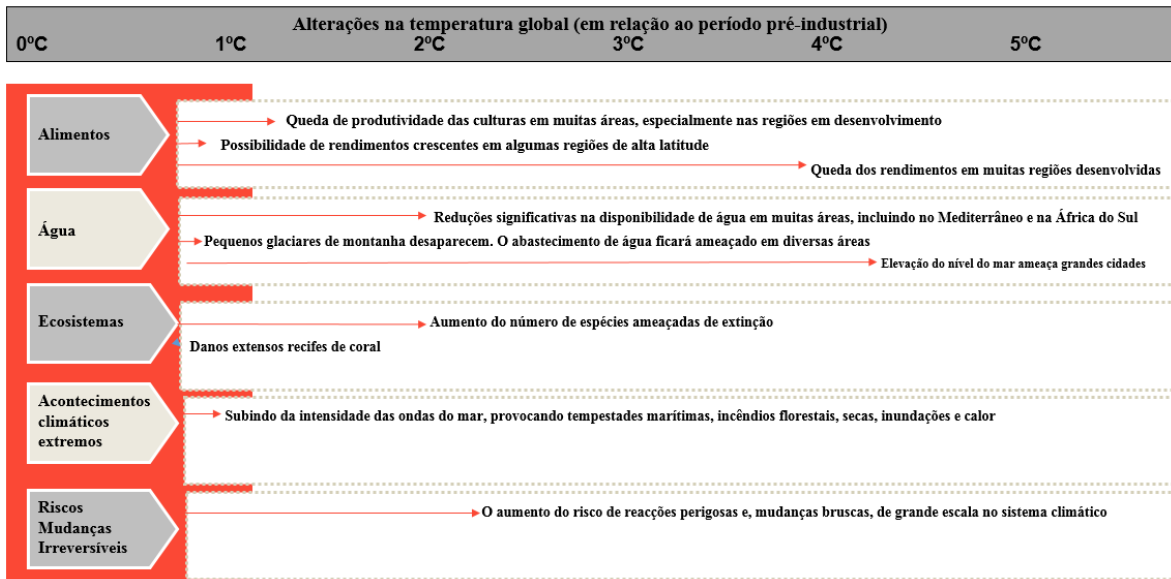 Alterações na temperatura global (em relação ao período pré-industrial)
0ºC 1ºC 2ºC 3ºC 4ºC 5ºC
Alimentos
Queda de produtividade das culturas em muitas áreas, especialmente nas regiões em desenvolvimento
Possibilidade de rendimentos crescentes em algumas regiões de alta latitude
Queda dos rendimentos em muitas regiões desenvolvidas
Água
Reduções significativas na disponibilidade de água em muitas áreas, incluindo no Mediterrâneo e na África do Sul
Pequenos glaciares de montanha desaparecem. O abastecimento de água ficará ameaçado em diversas áreas
Elevação do nível do mar ameaça grandes cidades
Ecosistemas
Aumento do número de espécies ameaçadas de extinção
Danos extensos recifes de coral
Acontecimentos
climáticos
extremos
Subindo da intensidade das ondas do mar, provocando tempestades marítimas, incêndios florestais, secas, inundações e calor
Riscos
Mudanças
Irreversíveis
O aumento do risco de reacções perigosas e, mudanças bruscas, de grande escala no sistema climático